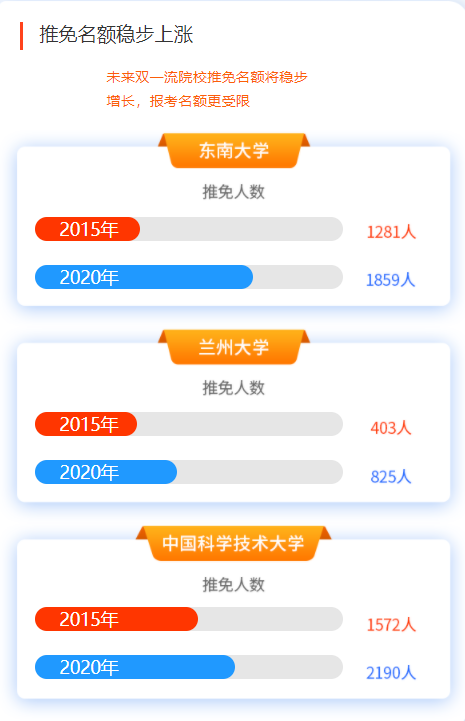 推免名额稳步上涨
未来双一流院校推免名额将稳步
增长，报考名额更受限
东南大学
推免人数
2015年 1281人
2020年 1859人
兰州大学
推免人数
2015年 403人
2020年 825人
中国科学技术大学
推免人数
2015年 1572人
2020年 2190人